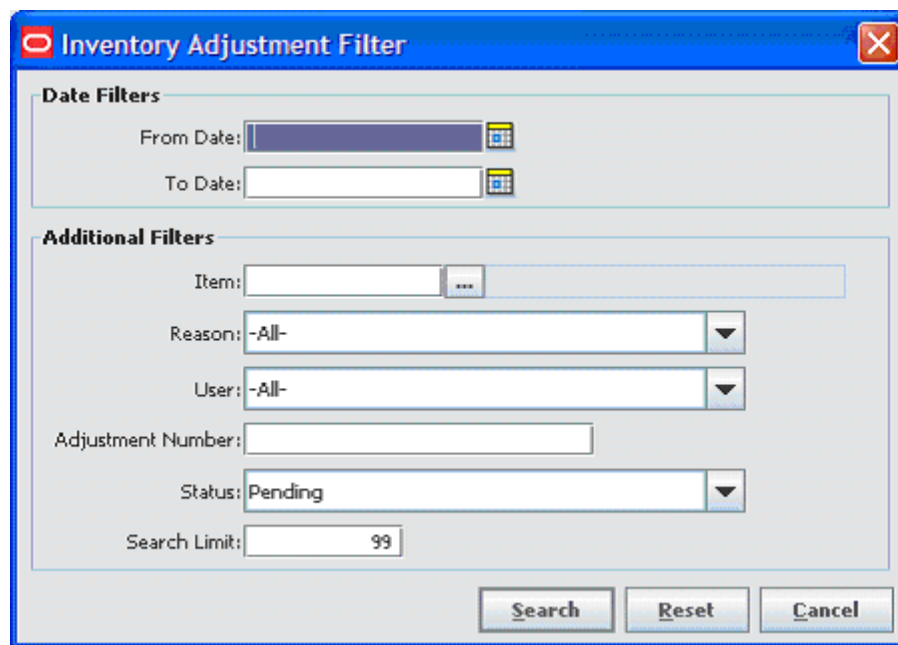 Inventory Adjustment Filter
Date Filters
From Date:
To Date:
Additional Filters
Item: ...
Reason: -All-
User: -All-
Adjustment Number:
Status: Pending
Search Limit: 99
Search Reset Cancel